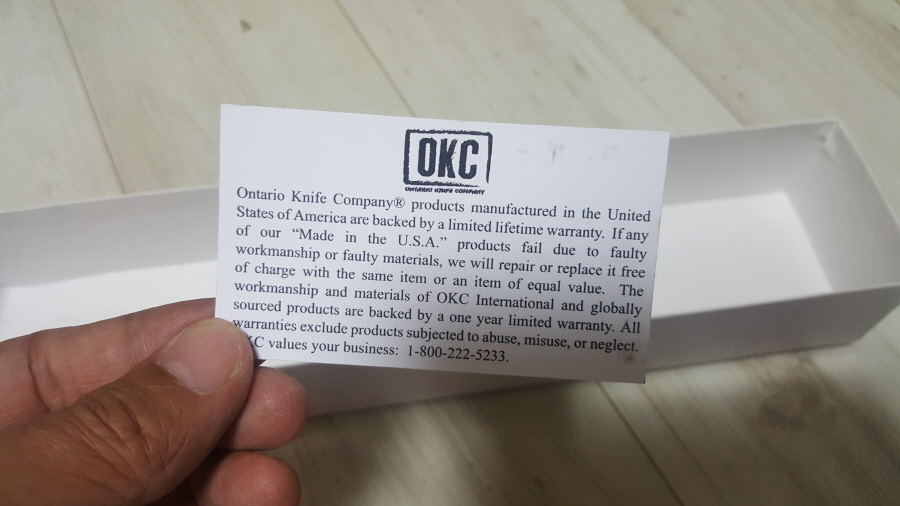 OKC
ONTARIO KNIFE COMPANY
Ontario Knife Company® products manufactured in the United
States of America are backed by a limited lifetime warranty. If any
of our “Made in the U.S.A.” products fail due to faulty
workmanship or faulty materials, we will repair or replace it free
of charge with the same item or an item of equal value. The
workmanship and materials of OKC International and globally
sourced products are backed by a one year limited warranty. All
warranties exclude products subjected to abuse, misuse, or neglect.
KC values your business: 1-800-222-5233.